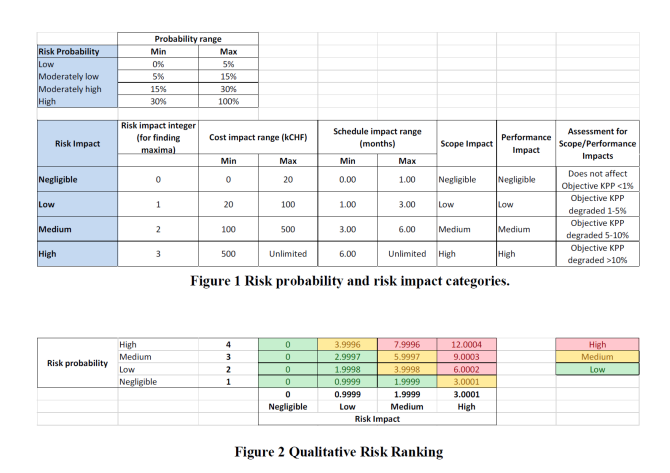 Probability range
Risk Probability Min Max
Low 0% 5%
Moderately low 5% 15%
Moderately high 15% 30%
High 30% 100%
Risk Impact Risk impact integer (for finding maxima) Cost impact range (kCHF) Schedule impact range (months) Scope Impact Performance Impact Assessment for Scope/Performance Impacts
Min Max Min Max
Negligible 0 0 20 0.00 1.00 Negligible Negligible Does not affect Objective KPP <1%
Low 1 20 100 1.00 3.00 Low Low Objective KPP degraded 1-5%
Medium 2 100 500 3.00 6.00 Medium Medium Objective KPP degraded 5-10%
High 3 500 Unlimited 6.00 Unlimited High High Objective KPP degraded >10%
Figure 1 Risk probability and risk impact categories.
Risk probability
High 4 0 3.9996 7.9996 12.0004 High
Medium 3 0 2.9997 5.9997 9.0003 Medium
Low 2 0 1.9998 3.9998 6.0002 Low
Negligible 1 0 0.9999 1.9999 3.0001
0 0.9999 1.9999 3.0001
Negligible Low Medium High
Risk Impact
Figure 2 Qualitative Risk Ranking